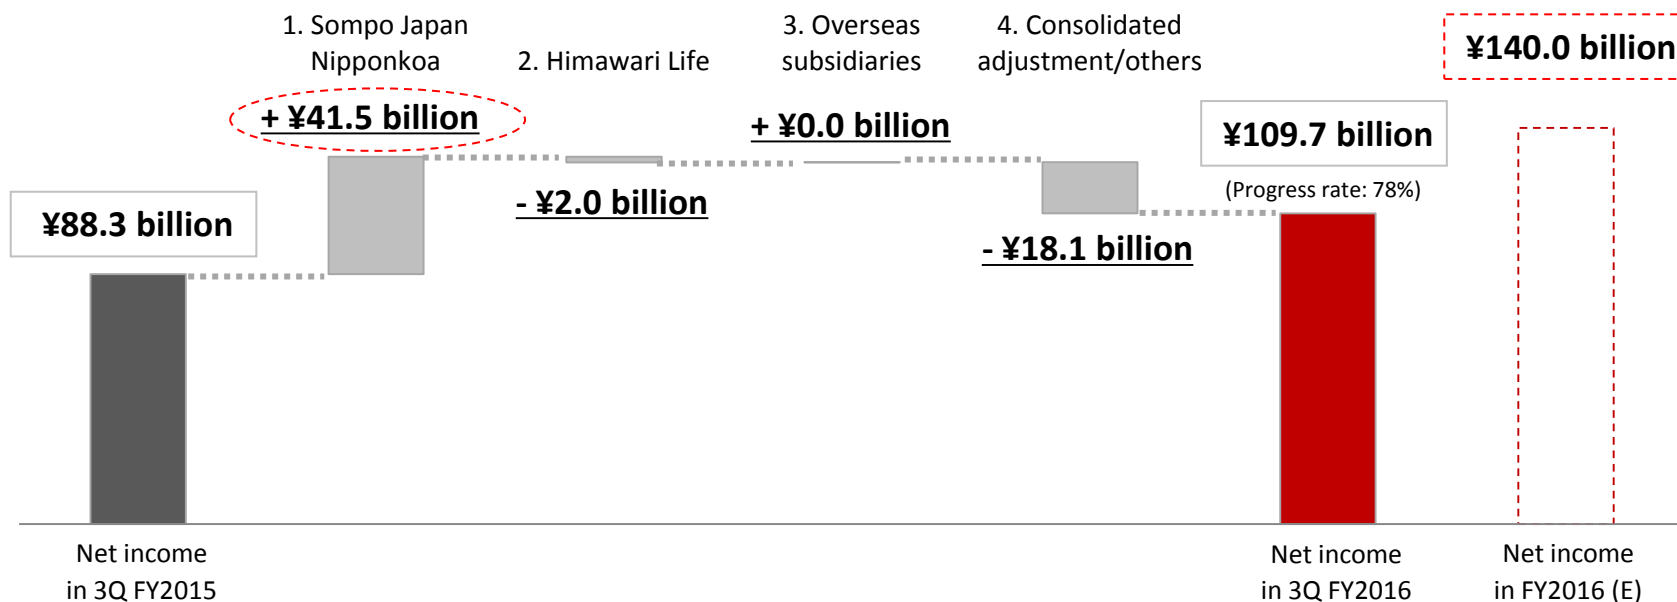 1. Sompo Japan
Nipponkoa
2. Himawari Life
3. Overseas
subsidiaries
4. Consolidated
adjustment/others
¥140.0 billion
+ ¥41.5 billion
+ ¥0.0 billion
¥109.7 billion
(Progress rate: 78%)
- ¥2.0 billion
¥88.3 billion
- ¥18.1 billion
Net income
in 3Q FY2015
Net income
in 3Q FY2016
Net income
in FY2016 (E)